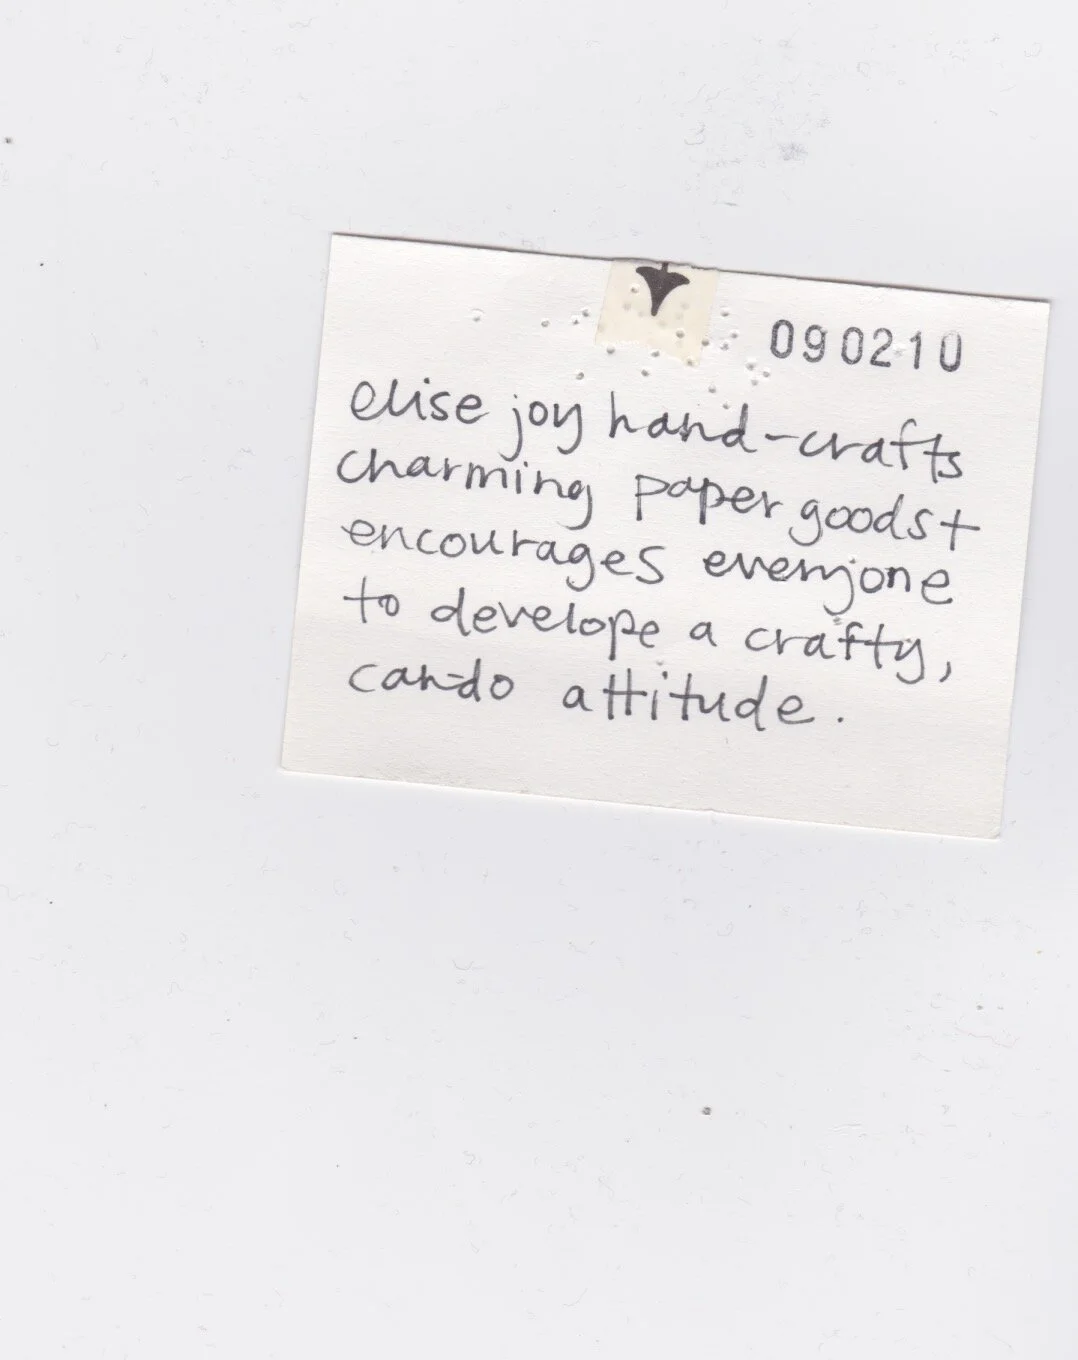 090210
elise joy hand-crafts
charming paper goods +
encourages everyone
to develope a crafty,
can-do attitude.